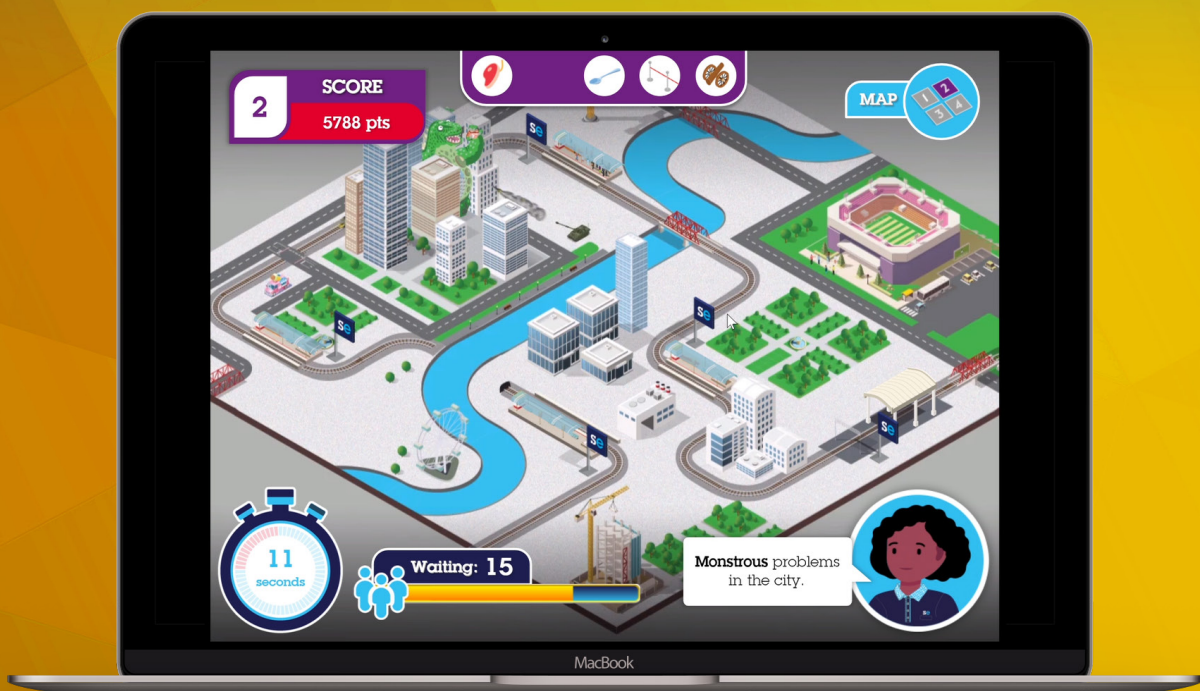 2
SCORE
5788 pts
MAP
1
2
3
4
se
se
se
se
se
11
seconds
Waiting: 15
Monstrous problems
in the city.
se
MacBook